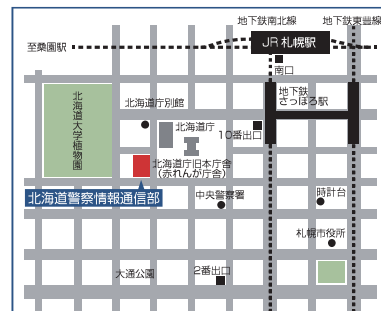 地下鉄南北線
地下鉄東豊線
至桑園駅
JR 札幌駅
南口
地下鉄
さっぽろ駅
北海道庁別館
北海道庁
10番出口
北海道大学植物園
北海道庁旧本庁舎
(赤れんが庁舎)
北海道警察情報通信部
中央警察署
時計台
札幌市役所
大通公園
2番出口